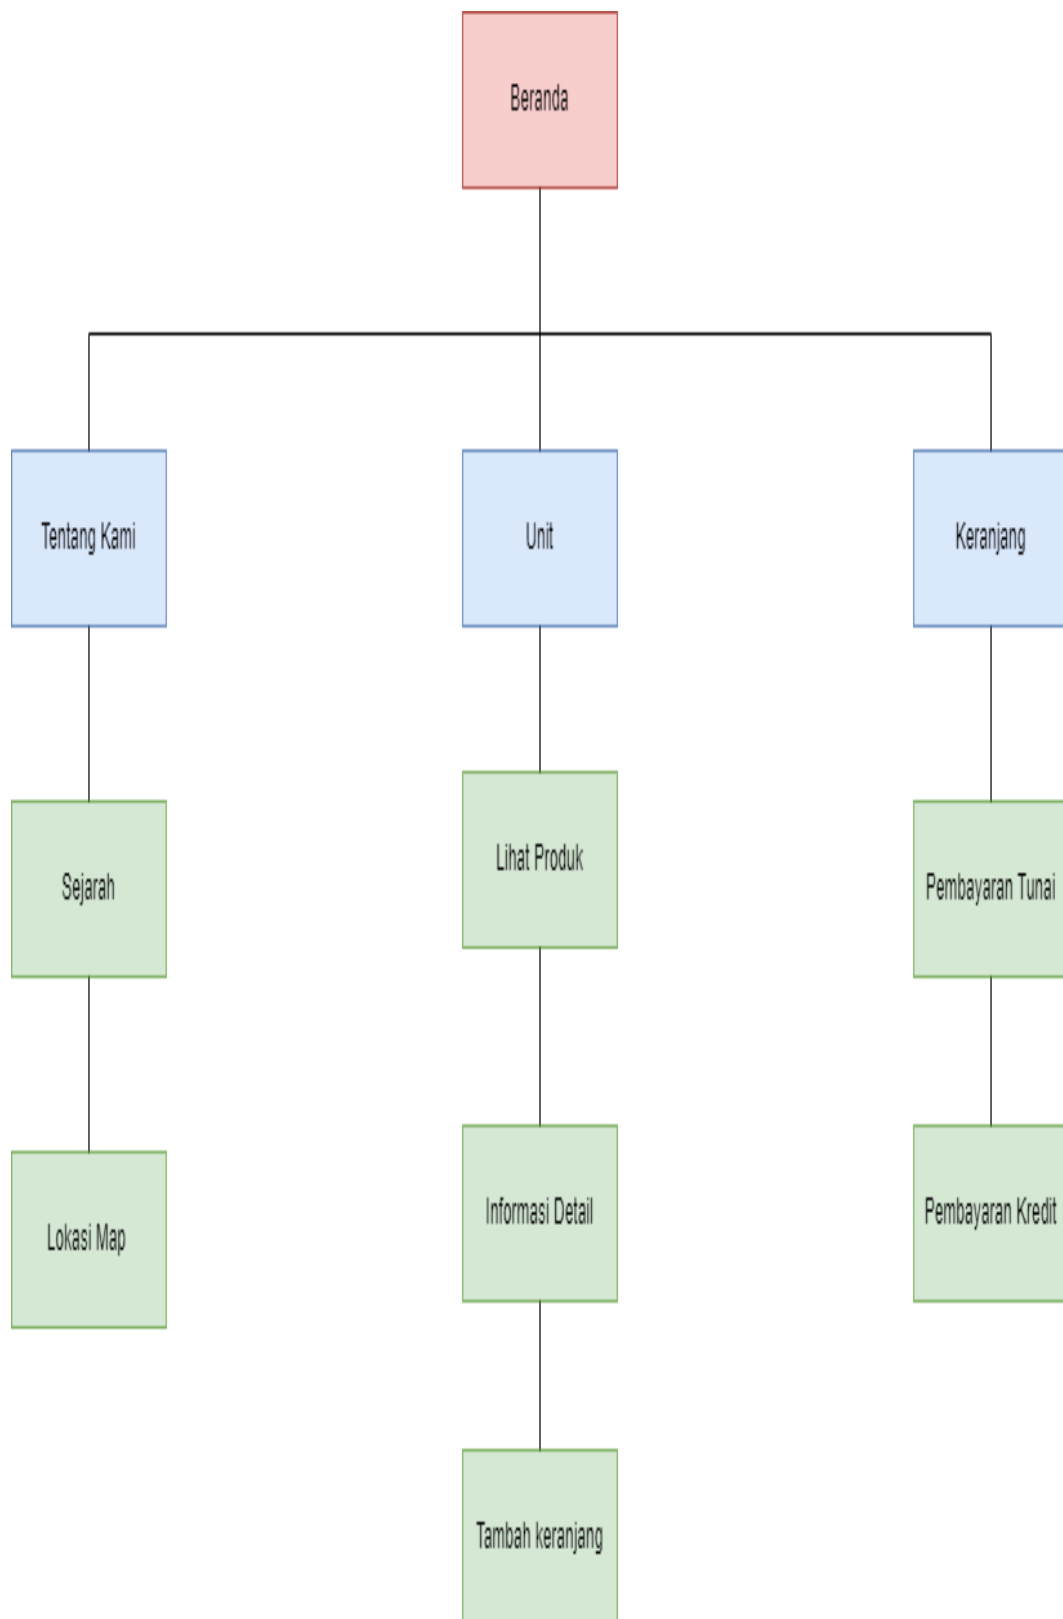 Beranda
Tentang Kami
Unit
Keranjang
Sejarah
Lihat Produk
Pembayaran Tunai
Lokasi Map
Informasi Detail
Pembayaran Kredit
Tambah keranjang